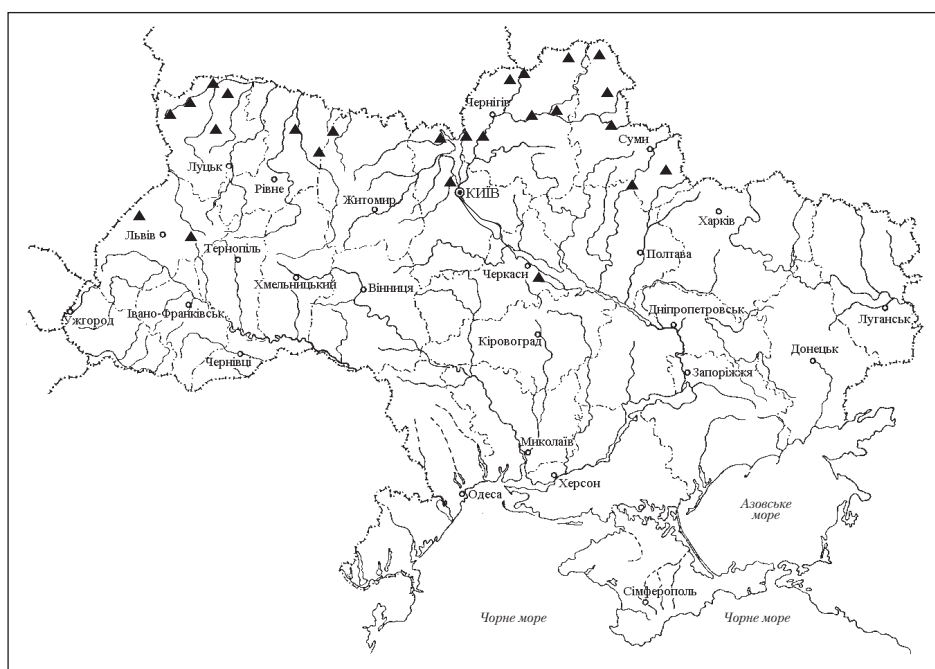 Чернігів
Суми
Луцьк
Рівне
КИЇВ
Житомир
Харків
Львів
Тернопіль
Полтава
Черкаси
Хмельницький
Вінниця
Ужгород
Івано-Франківськ
Дніпропетровськ
Луганськ
Кіровоград
Донецьк
Чернівці
Запоріжжя
Миколаїв
Херсон
Одеса
Азовське
море
Сімферополь
Чорне море
Чорне море